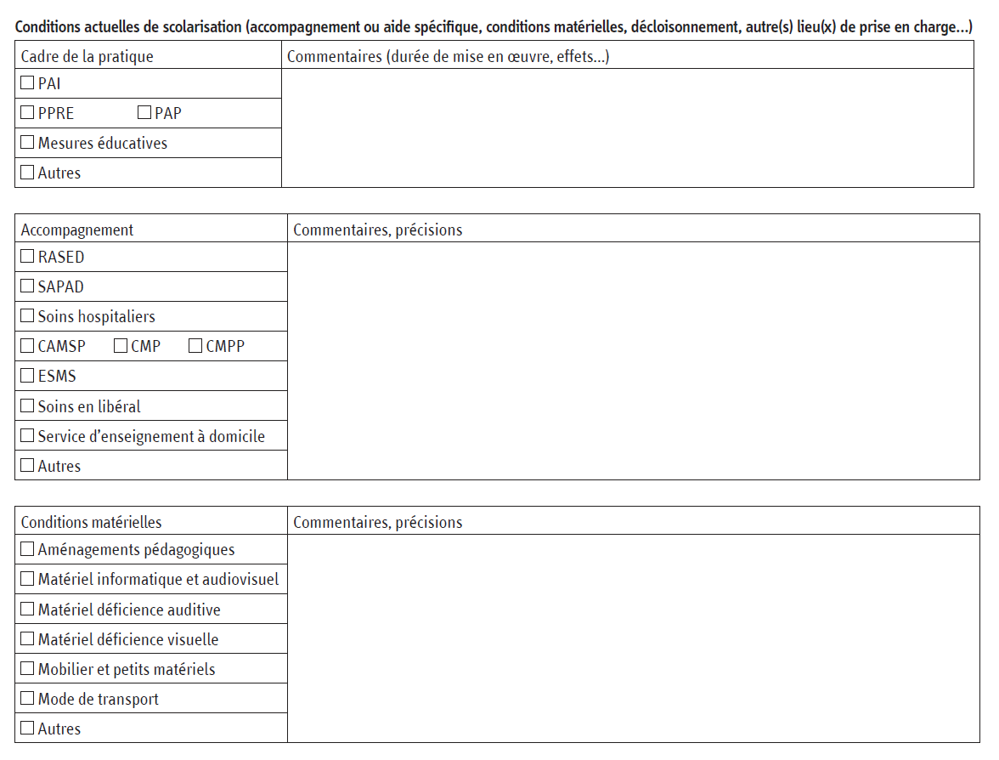 Conditions actuelles de scolarisation (accompagnement ou aide spécifique, conditions matérielles, décloisonnement, autre(s) lieu(x) de prise en charge...)
Cadre de la pratique Commentaires (durée de mise en œuvre, effets...)
PAI
PPRE PAP
Mesures éducatives
Autres
Accompagnement Commentaires, précisions
RASED
SAPAD
Soins hospitaliers
CAMSP CMP CMPP
ESMS
Soins en libéral
Service d’enseignement à domicile
Autres
Conditions matérielles Commentaires, précisions
Aménagements pédagogiques
Matériel informatique et audiovisuel
Matériel déficience auditive
Matériel déficience visuelle
Mobilier et petits matériels
Mode de transport
Autres